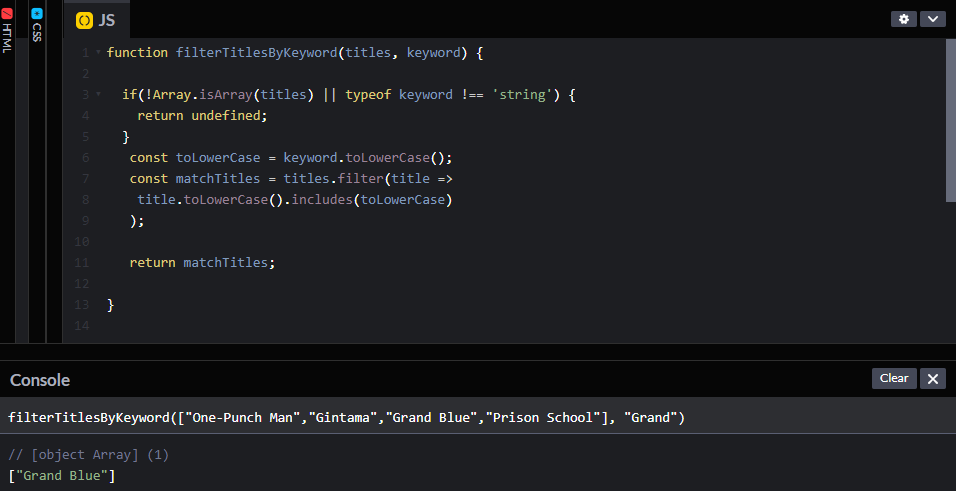 HTML
CSS
JS
1 function filterTitlesByKeyword(titles, keyword) {
2
3 if(!Array.isArray(titles) || typeof keyword !== 'string') {
4 return undefined;
5 }
6 const toLowerCase = keyword.toLowerCase();
7 const matchTitles = titles.filter(title =>
8 title.toLowerCase().includes(toLowerCase)
9 );
10
11 return matchTitles;
12
13 }
14
Console
Clear
filterTitlesByKeyword(["One-Punch Man","Gintama","Grand Blue","Prison School"], "Grand")
// [object Array] (1)
["Grand Blue"]